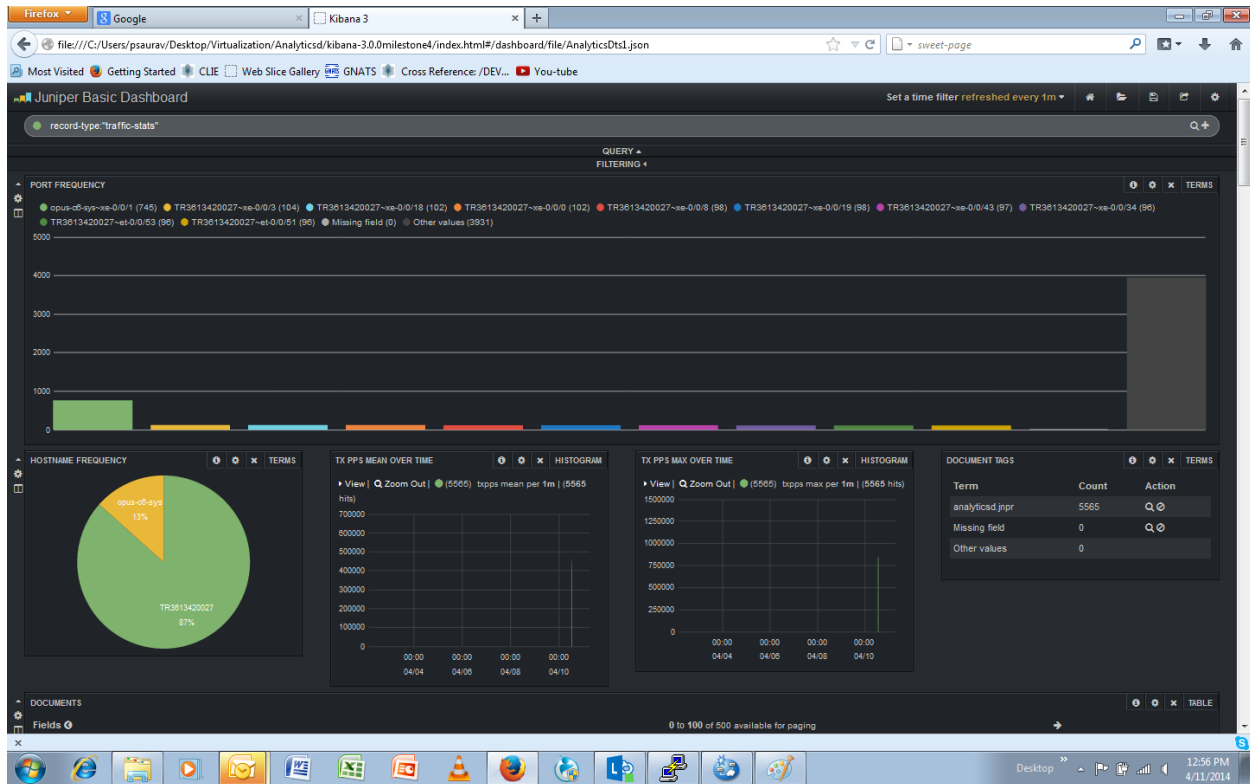 Firefox
Google
Kibana 3
file:///C:/Users/psaurav/Desktop/Virtualization/Analyticsd/kibana-3.0.0milestone4/index.html#/dashboard/file/AnalyticsDts1.json
sweet-page
Most Visited Getting Started CLIE Web Slice Gallery GNATS Cross Reference: /DEV... You-tube
Juniper Basic Dashboard
Set a time filter refreshed every 1m
record-type:"traffic-stats"
QUERY
FILTERING
PORT FREQUENCY
TERMS
opus-c6-sys~xe-0/0/1 (745) TR3613420027~xe-0/0/3 (104) TR3613420027~xe-0/0/18 (102) TR3613420027~xe-0/0/0 (102) TR3613420027~xe-0/0/8 (98) TR3613420027~xe-0/0/19 (98) TR3613420027~xe-0/0/43 (97) TR3613420027~xe-0/0/34 (96)
TR3613420027~et-0/0/53 (96) TR3613420027~et-0/0/51 (96) Missing field (0) Other values (3931)
5000
4000
3000
2000
1000
0
HOSTNAME FREQUENCY
TERMS
opus-c6-sys
13%
TR3613420027
87%
TX PPS MEAN OVER TIME
HISTOGRAM
View | Zoom Out | (5565) txpps mean per 1m | (5565
hits)
700000
600000
500000
400000
300000
200000
100000
0
00:00 00:00 00:00 00:00
04/04 04/06 04/08 04/10
TX PPS MAX OVER TIME
HISTOGRAM
View | Zoom Out | (5565) txpps max per 1m | (5565 hits)
1500000
1250000
1000000
750000
500000
250000
0
00:00 00:00 00:00 00:00
04/04 04/06 04/08 04/10
DOCUMENT TAGS
TERMS
Term Count Action
analyticsd.jnpr 5565
Missing field 0
Other values 0
DOCUMENTS
TABLE
Fields
0 to 100 of 500 available for paging
Desktop
12:56 PM
4/11/2014